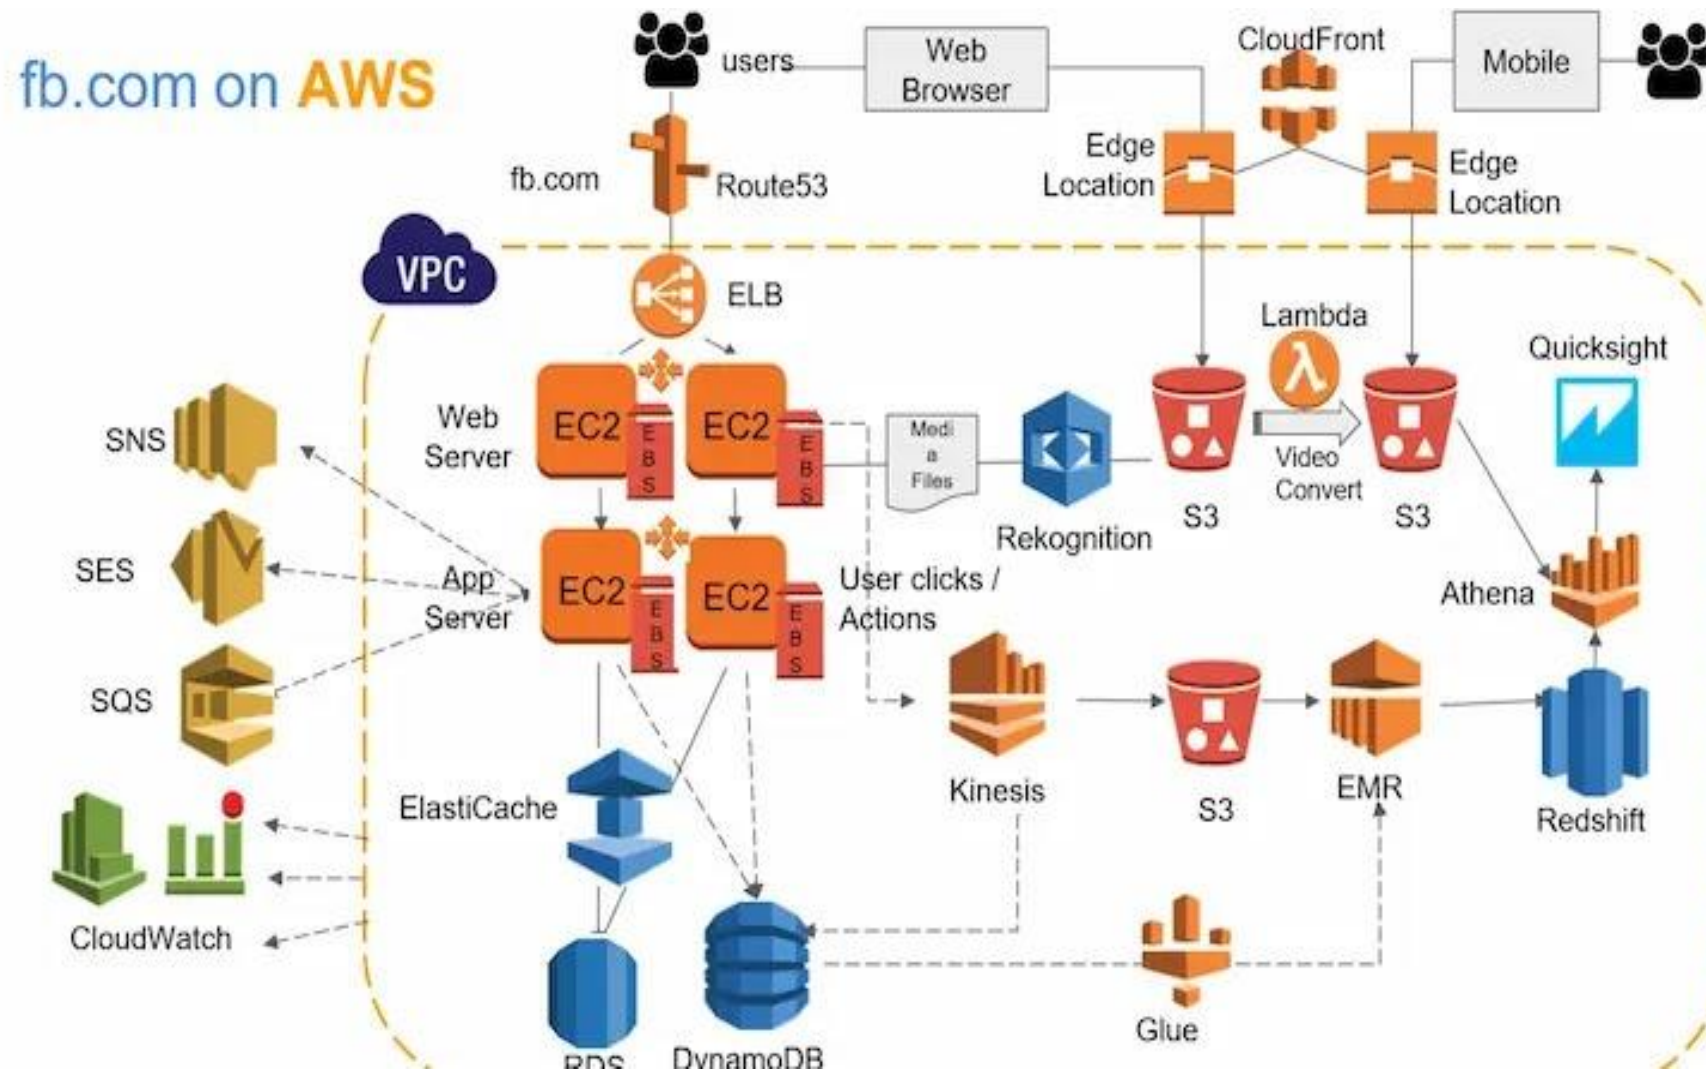 fb.com on AWS
users
Web
Browser
CloudFront
Mobile
Edge
Location
Edge
Location
fb.com
Route53
VPC
ELB
Lambda
Quicksight
SNS
Web
Server
EC2
E
B
S
EC2
E
B
S
Medi
a
Files
Rekognition
S3
Video
Convert
S3
SES
App
Server
EC2
E
B
S
EC2
E
B
S
User clicks /
Actions
Athena
SQS
Kinesis
S3
EMR
Redshift
ElastiCache
CloudWatch
RDS
DynamoDB
Glue